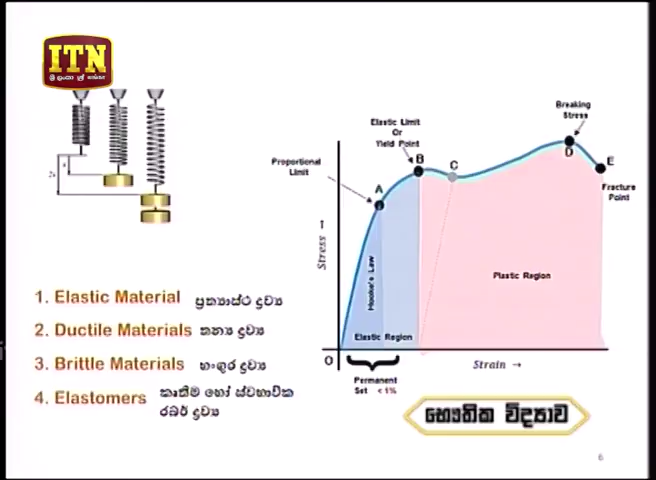 ITN
ශ්‍රී ලංකාවේ අපේ නාළිකාව
Breaking
Stress
Elastic Limit
Or
Yield Point
Proportional
Limit
A
B
C
D
E
Fracture
Point
Stress →
Hooke's Law
Plastic Region
Elastic Region
O
Strain →
Permanent
Set < 1%
1. Elastic Material ප්‍රත්‍යාස්ථ ද්‍රව්‍ය
2. Ductile Materials තන්‍ය ද්‍රව්‍ය
3. Brittle Materials භංගුර ද්‍රව්‍ය
4. Elastomers කෘතිම හෝ ස්වභාවික
රබර් ද්‍රව්‍ය
භෞතික විද්‍යාව
6